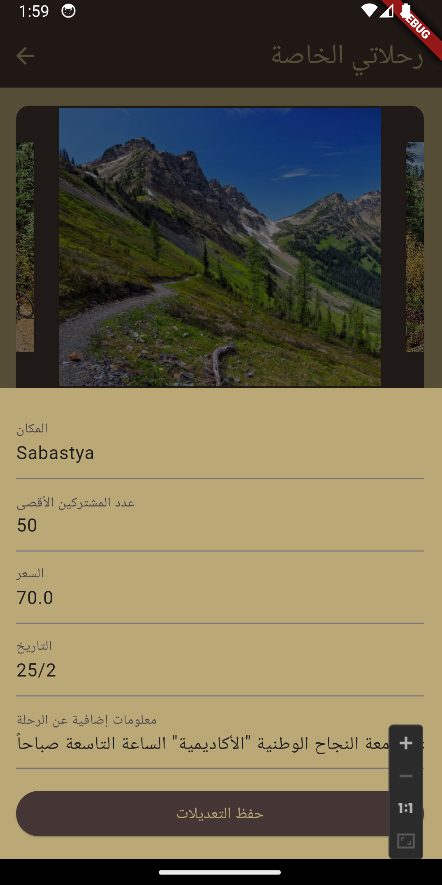 1:59
DEBUG
رحلاتي الخاصة
المكان
Sabastya
عدد المشتركين الأقصى
50
السعر
70.0
التاريخ
25/2
معلومات إضافية عن الرحلة
النجاح الوطنية "الأكاديمية" الساعة التاسعة صباحاً
حفظ التعديلات
1:1